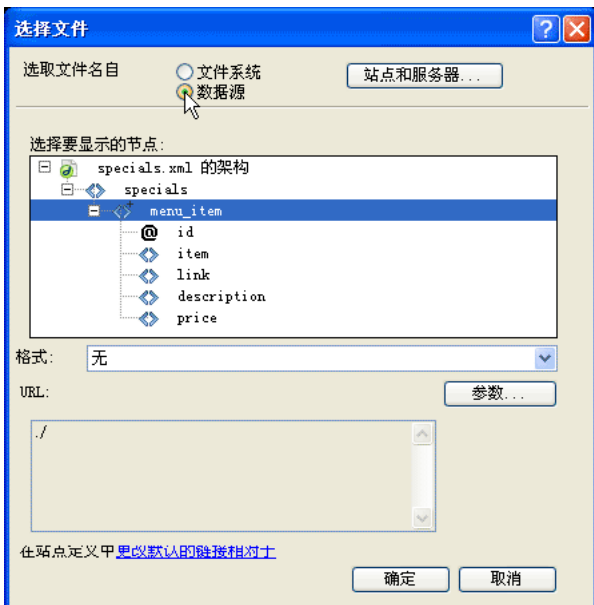 选择文件
选取文件名自
文件系统
站点和服务器...
数据源
选择要显示的节点:
specials.xml 的架构
specials
menu_item
@ id
item
link
description
price
格式: 无
URL:
参数...
./
在站点定义中更改默认的链接相对于
确定 取消